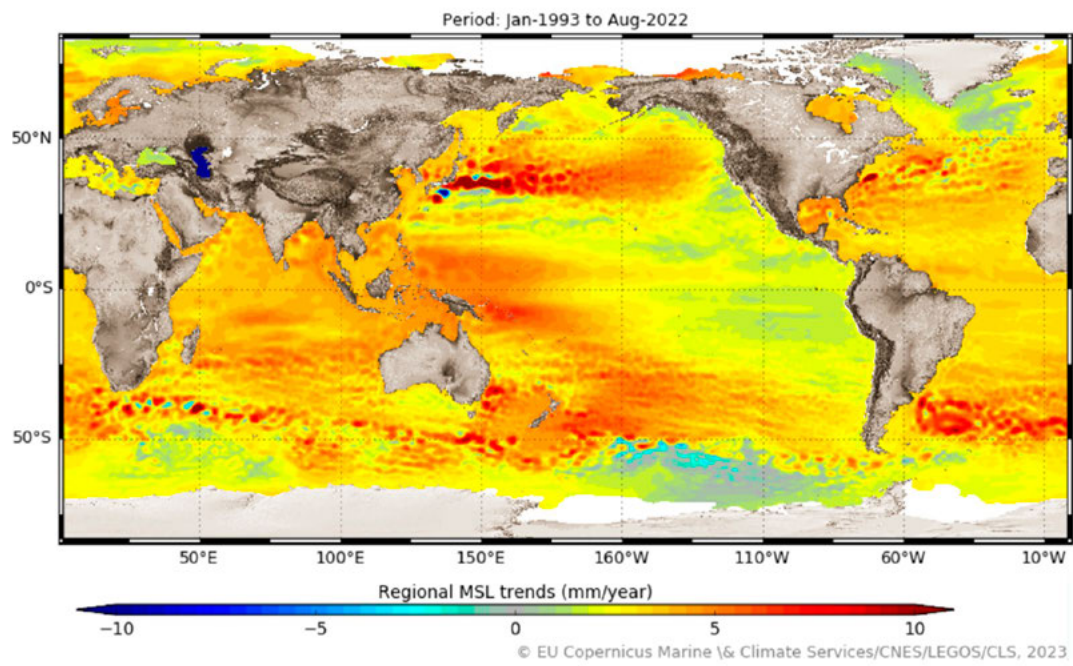 Period: Jan-1993 to Aug-2022
50°N
0°S
50°S
50°E 100°E 150°E 160°W 110°W 60°W 10°W
Regional MSL trends (mm/year)
−10 −5 0 5 10
© EU Copernicus Marine \& Climate Services/CNES/LEGOS/CLS, 2023